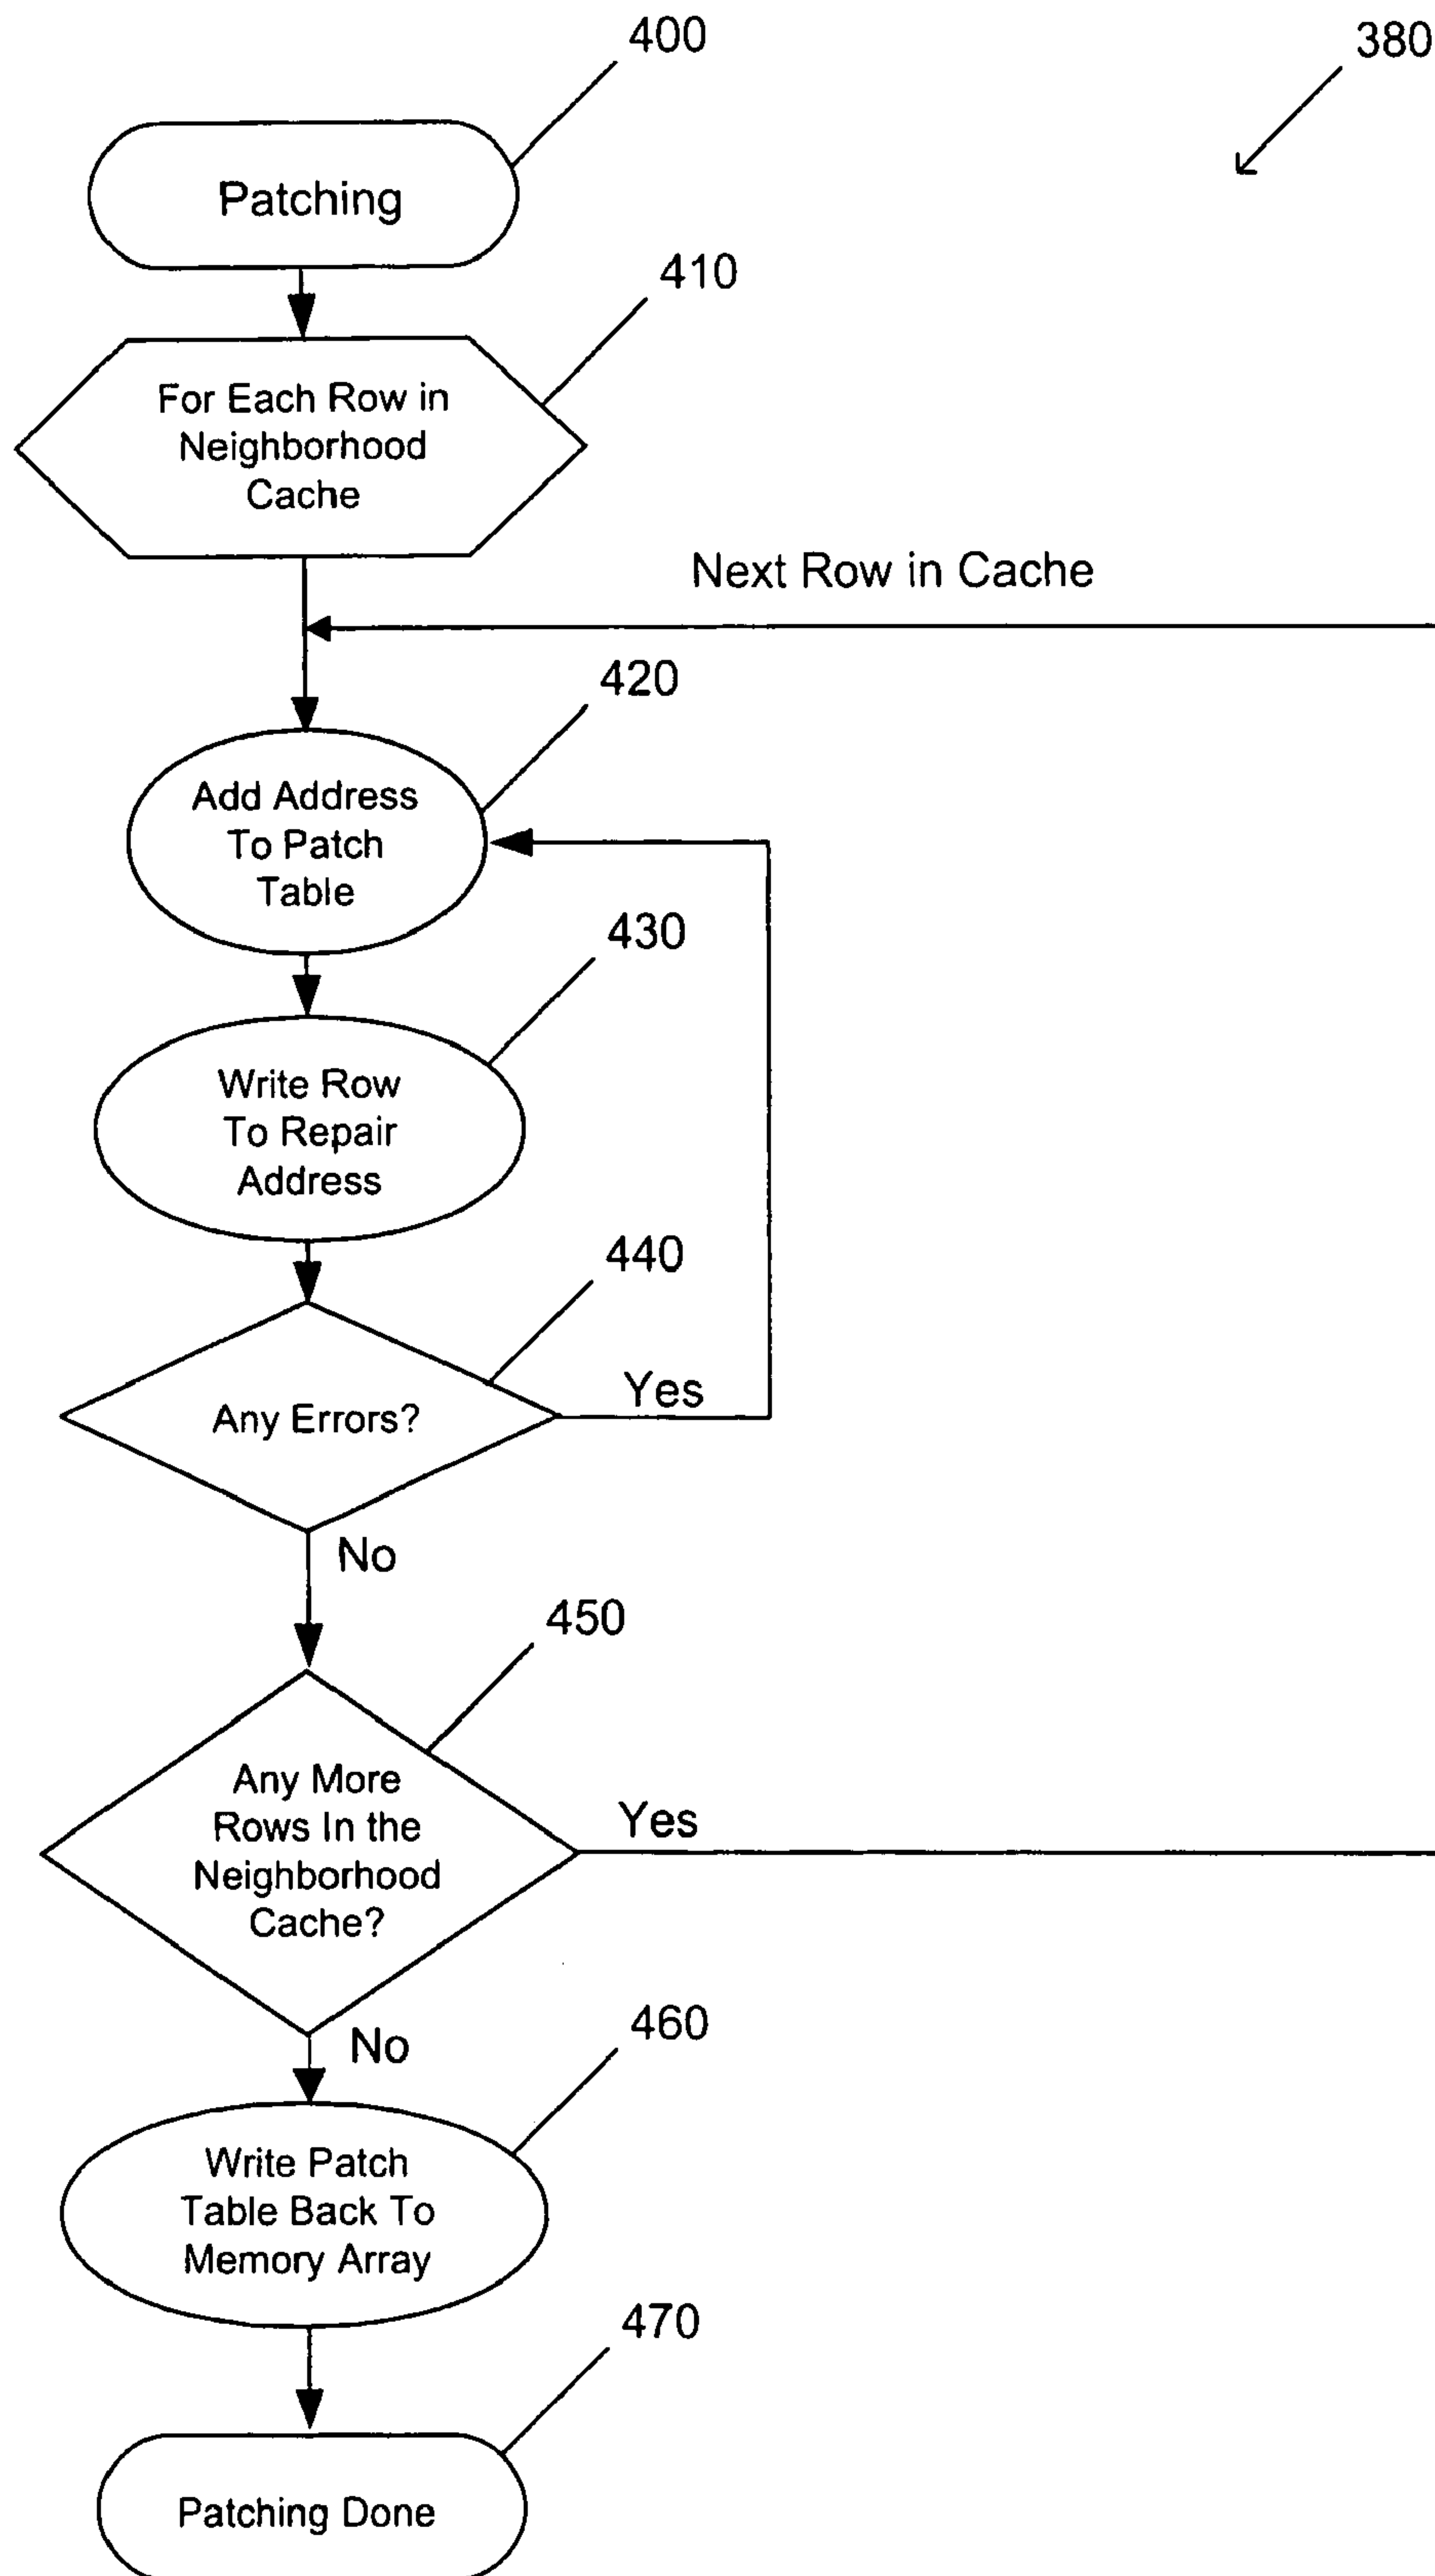 400
380
Patching
410
For Each Row in
Neighborhood
Cache
Next Row in Cache
420
Add Address
To Patch
Table
430
Write Row
To Repair
Address
440
Any Errors?
Yes
No
450
Any More
Rows In the
Neighborhood
Cache?
Yes
No
460
Write Patch
Table Back To
Memory Array
470
Patching Done